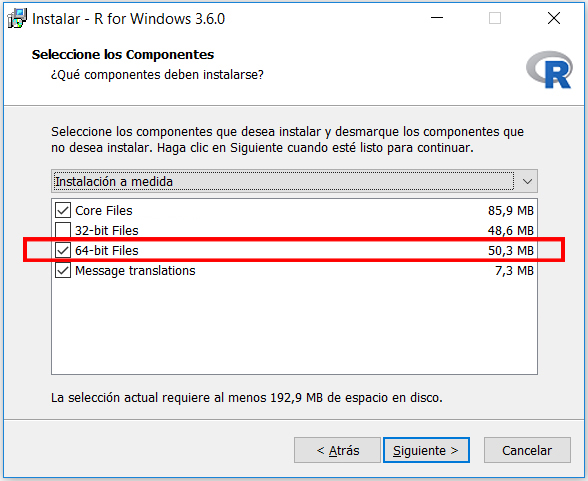 Instalar - R for Windows 3.6.0
Seleccione los Componentes
¿Qué componentes deben instalarse?
R
Seleccione los componentes que desea instalar y desmarque los componentes que
no desea instalar. Haga clic en Siguiente cuando esté listo para continuar.
Instalación a medida
Core Files 85,9 MB
32-bit Files 48,6 MB
64-bit Files 50,3 MB
Message translations 7,3 MB
La selección actual requiere al menos 192,9 MB de espacio en disco.
< Atrás Siguiente > Cancelar